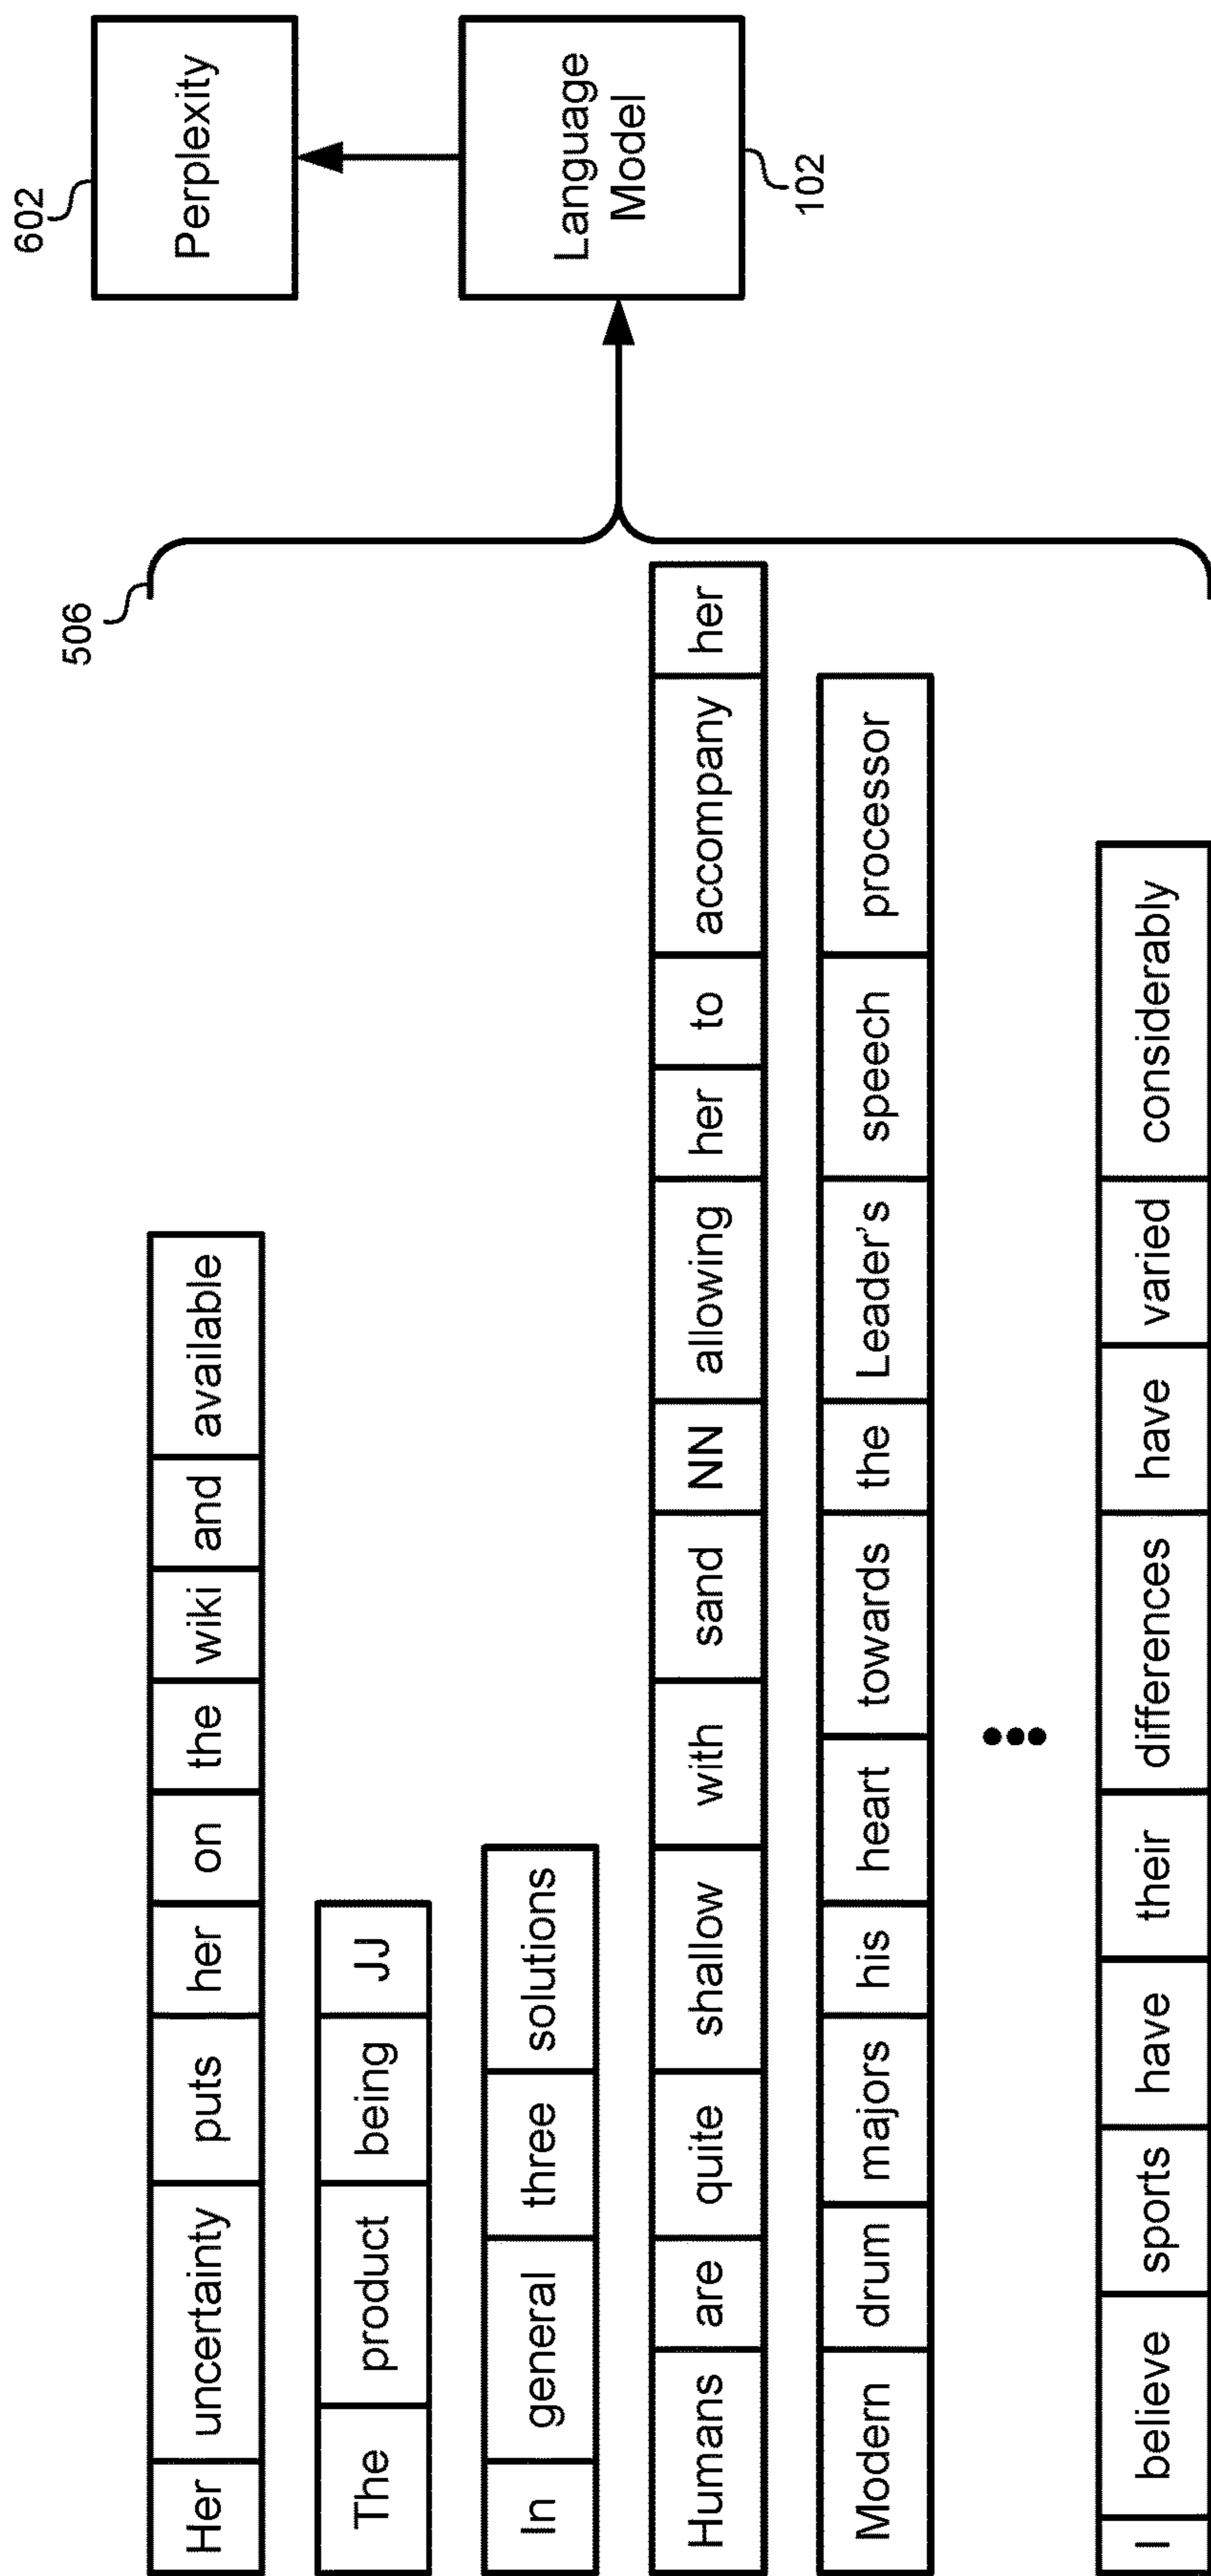 Her uncertainty puts her on the wiki and available
The product being JJ
In general three solutions
Humans are quite shallow with sand NN allowing her to accompany her
Modern drum majors his heart towards the Leader's speech processor
I believe sports have their differences have varied considerably
506
Language
Model
102
Perplexity
602